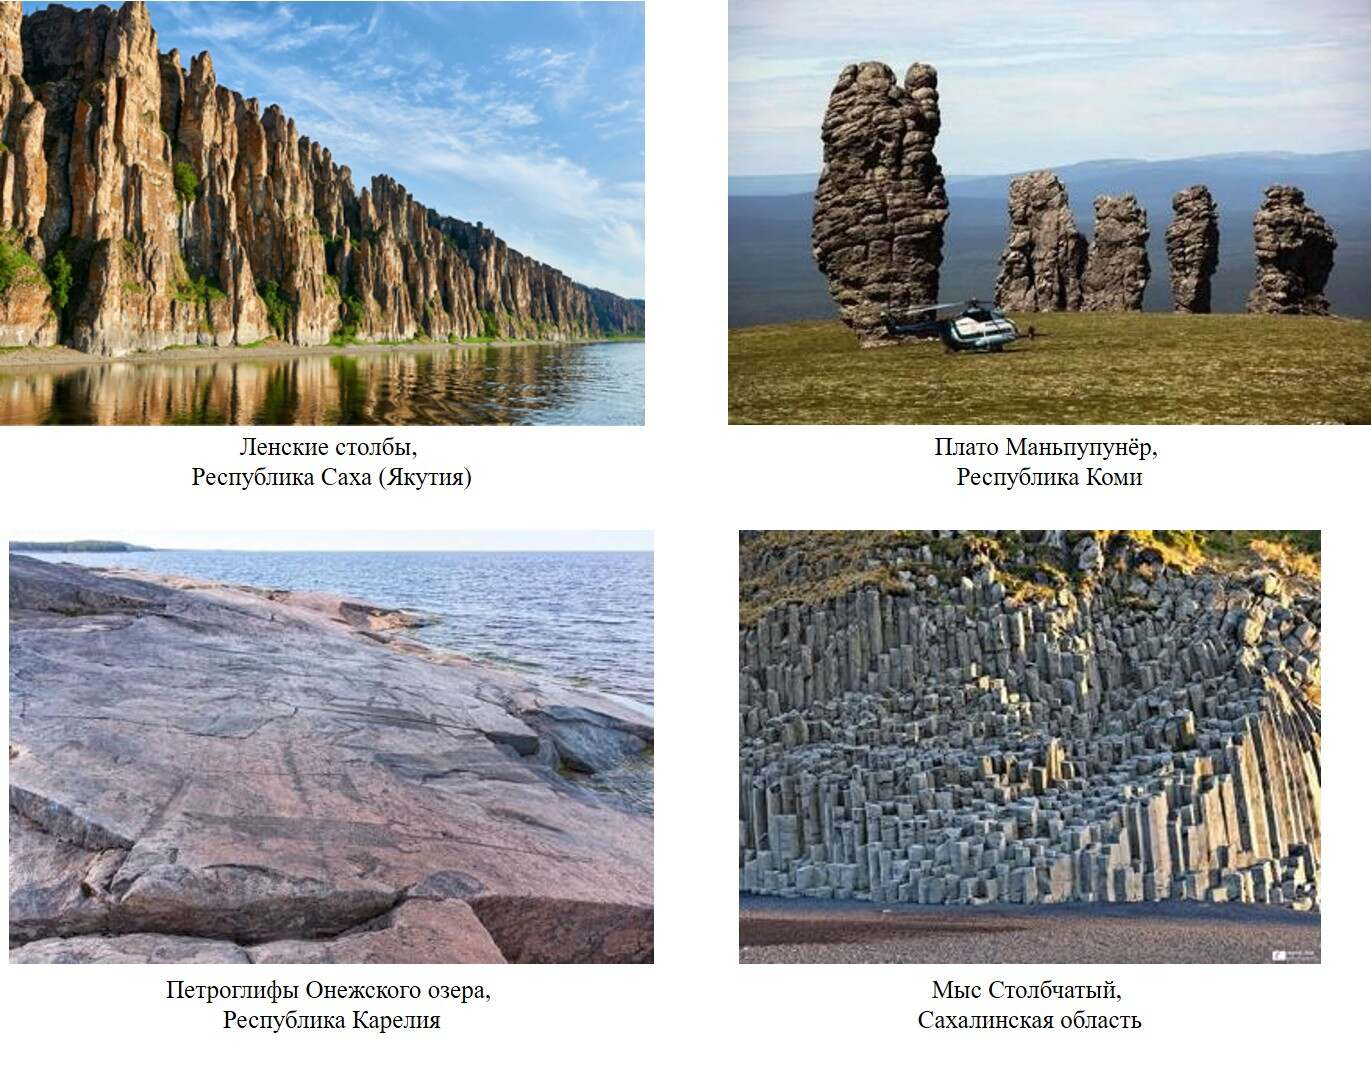 Ленские столбы,
Республика Саха (Якутия)
Плато Маньпупунёр,
Республика Коми
Петроглифы Онежского озера,
Республика Карелия
Мыс Столбчатый,
Сахалинская область